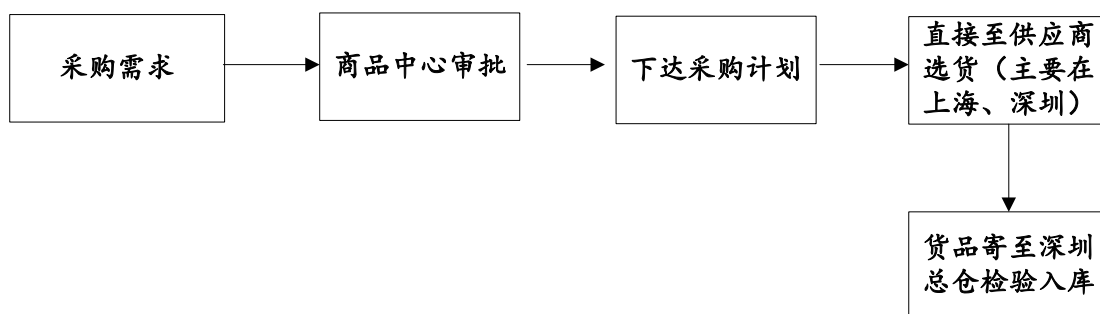 采购需求
商品中心审批
下达采购计划
直接至供应商
选货（主要在
上海、深圳）
货品寄至深圳
总仓检验入库